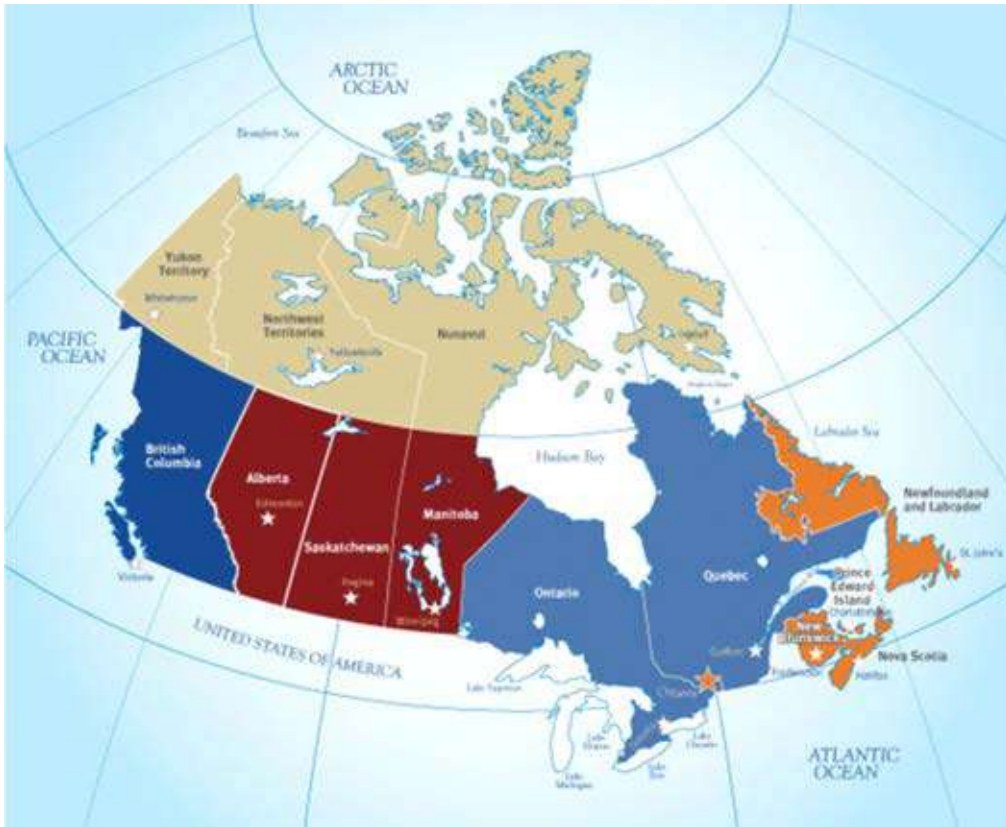 ARCTIC
OCEAN
Beaufort Sea
Yukon
Territory
Whitehorse
PACIFIC
OCEAN
Northwest
Territories
Yellowknife
Nunavut
British
Columbia
Victoria
Alberta
Edmonton
Saskatchewan
Regina
Manitoba
Winnipeg
Hudson Bay
Labrador Sea
Newfoundland
and Labrador
St. John's
Ontario
Quebec
Ottawa
Prince
Edward
Island
Charlottetown
New
Brunswick
Fredericton
Nova Scotia
Halifax
UNITED STATES OF AMERICA
Lake Superior
Lake
Michigan
Lake
Huron
Lake
Erie
Lake
Ontario
ATLANTIC
OCEAN